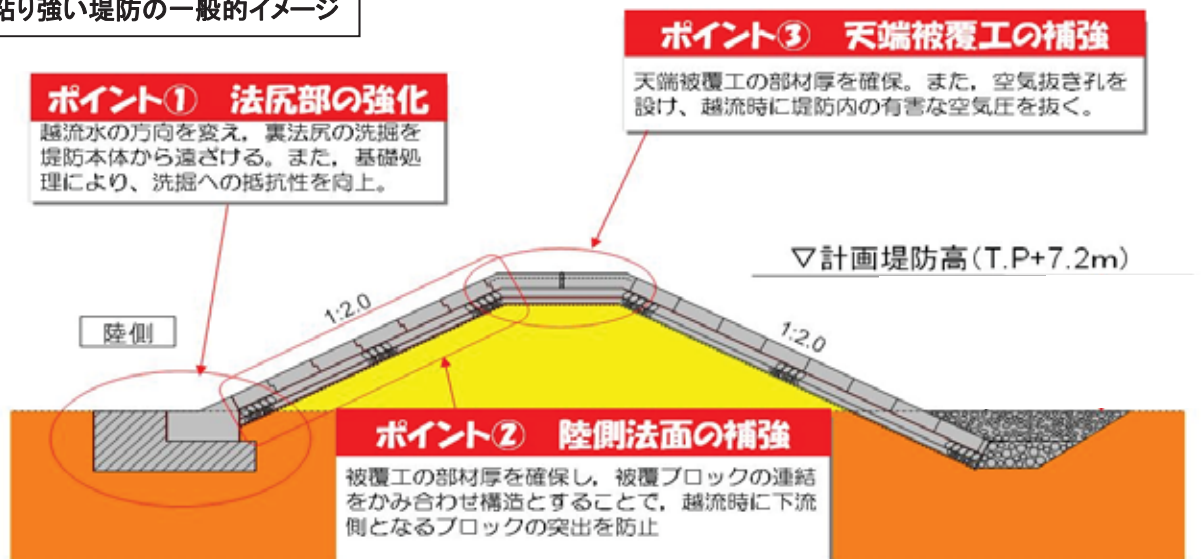 粘り強い堤防の一般的イメージ
ポイント③ 天端被覆工の補強
天端被覆工の部材厚を確保。また，空気抜き孔を
設け、越流時に堤防内の有害な空気圧を抜く。
ポイント① 法尻部の強化
越流水の方向を変え，裏法尻の洗掘を
堤防本体から遠ざける。また，基礎処
理により、洗掘への抵抗性を向上。
▽計画堤防高(T.P+7.2m)
1:2.0
1:2.0
陸側
ポイント② 陸側法面の補強
被覆工の部材厚を確保し，被覆ブロックの連結
をかみ合わせ構造とすることで，越流時に下流
側となるブロックの突出を防止